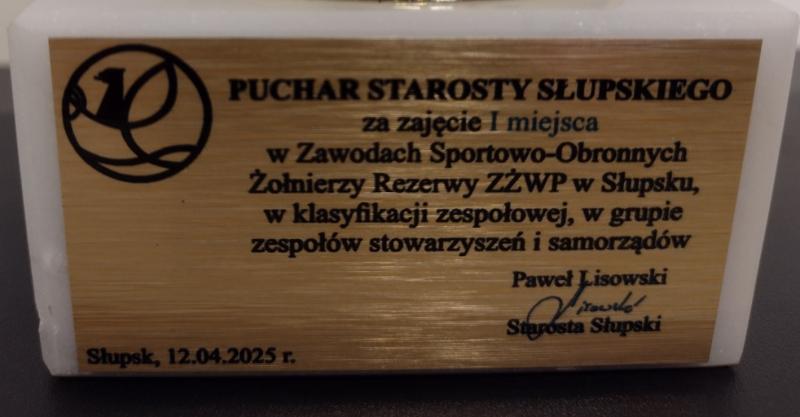 PUCHAR STAROSTY SŁUPSKIEGO
za zajęcie I miejsca
w Zawodach Sportowo-Obronnych
Żołnierzy Rezerwy ZŻWP w Słupsku,
w klasyfikacji zespołowej, w grupie
zespołów stowarzyszeń i samorządów
Paweł Lisowski
Starosta Słupski
Słupsk, 12.04.2025 r.